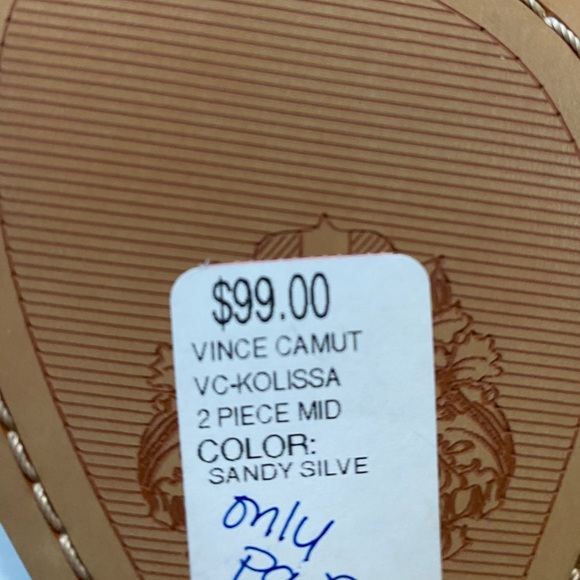 $99.00
VINCE CAMUT
VC-KOLISSA
2 PIECE MID
COLOR:
SANDY SILVE
only